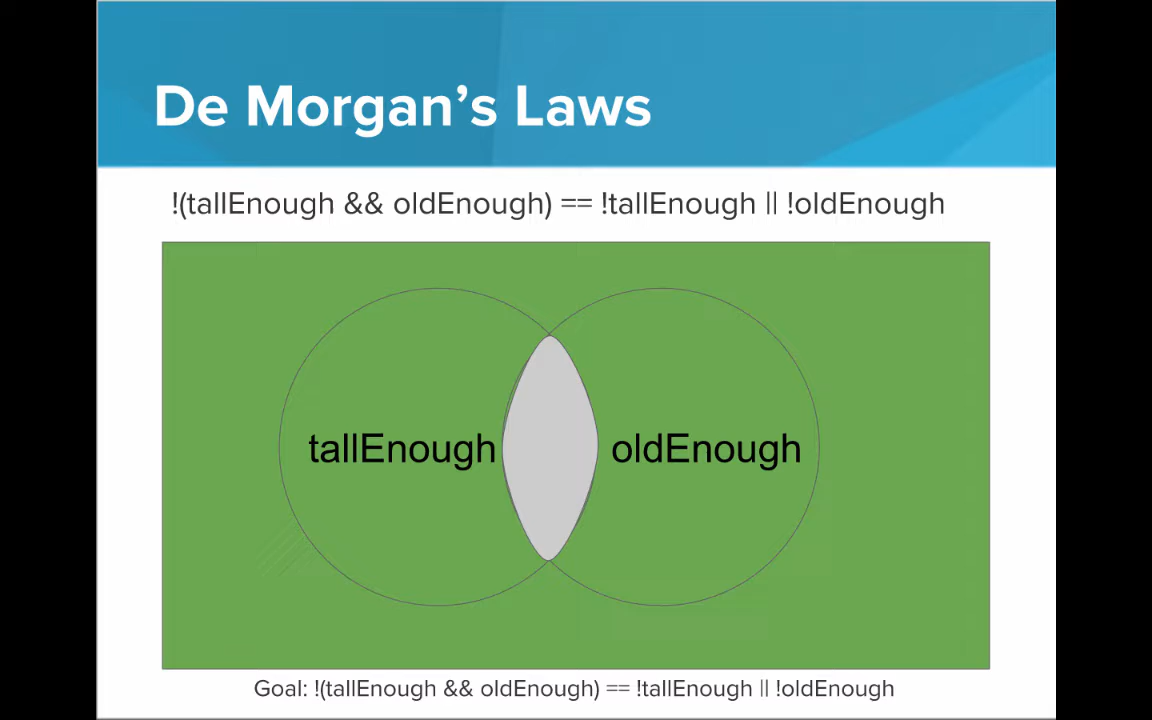 De Morgan’s Laws
!(tallEnough && oldEnough) == !tallEnough || !oldEnough
tallEnough
oldEnough
Goal: !(tallEnough && oldEnough) == !tallEnough || !oldEnough